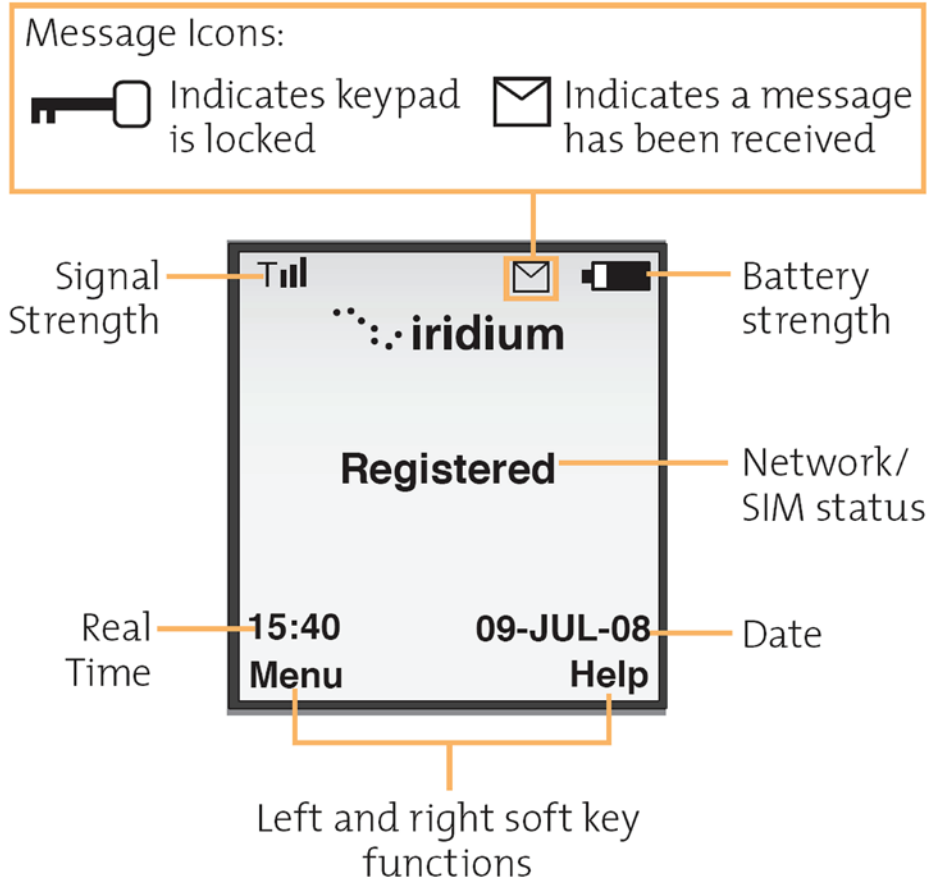 Message Icons:
Indicates keypad
is locked
Indicates a message
has been received
Signal
Strength
Battery
strength
iridium
Registered
Network/
SIM status
Real
Time
15:40
09-JUL-08
Date
Menu
Help
Left and right soft key
functions